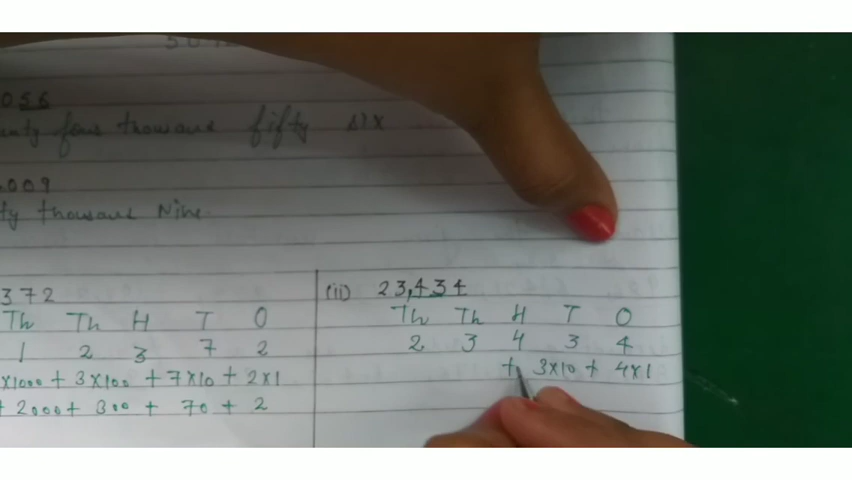 056
four thousand fifty six
009
ty thousand Nine.
372
Th Th H T O
1 2 3 7 2
x1000 + 3x100 + 7x10 + 2x1
+ 2000 + 300 + 70 + 2
(ii) 23,434
Th Th H T O
2 3 4 3 4
+ 3x10 + 4x1